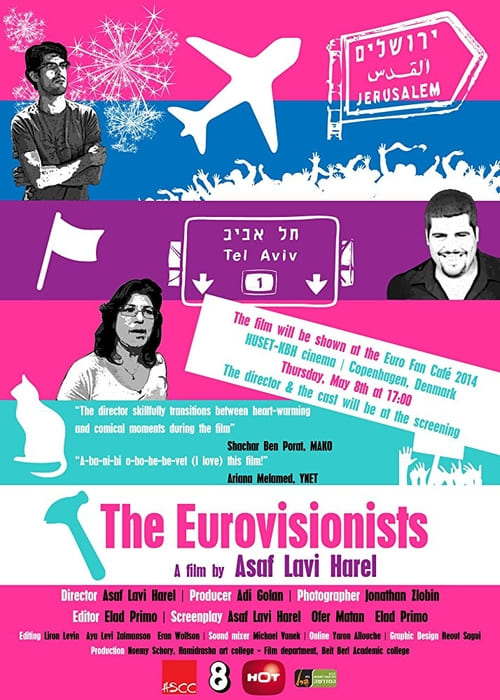 ירושלים
القدس
JERUSALEM
תל אביב
Tel Aviv
1
The film will be shown at the Euro Fan Café 2014
HUSET-KBH cinema | Copenhagen, Denmark
Thursday, May 8th at 17:00
The director & the cast will be at the screening
"The director skillfully transitions between heart-warming
and comical moments during the film"
Shachar Ben Porat, MAKO
"A-ba-ni-bi o-bo-he-be-vet (I love) this film!"
Ariana Melamed, YNET
The Eurovisionists
A film by Asaf Lavi Harel
Director Asaf Lavi Harel | Producer Adi Golan | Photographer Jonathan Zlobin
Editor Elad Primo | Screenplay Asaf Lavi Harel Ofer Matan Elad Primo
Editing Liron Levin Aya Levi Zalmanson Eran Wolfson | Sound mixer Michael Vanek | Online Yaron Allouche | Graphic Design Reout Sagui
Production Noemy Schory, Hamidrasha art college - Film department, Beit Berl Academic college
#SCC
8
HOT